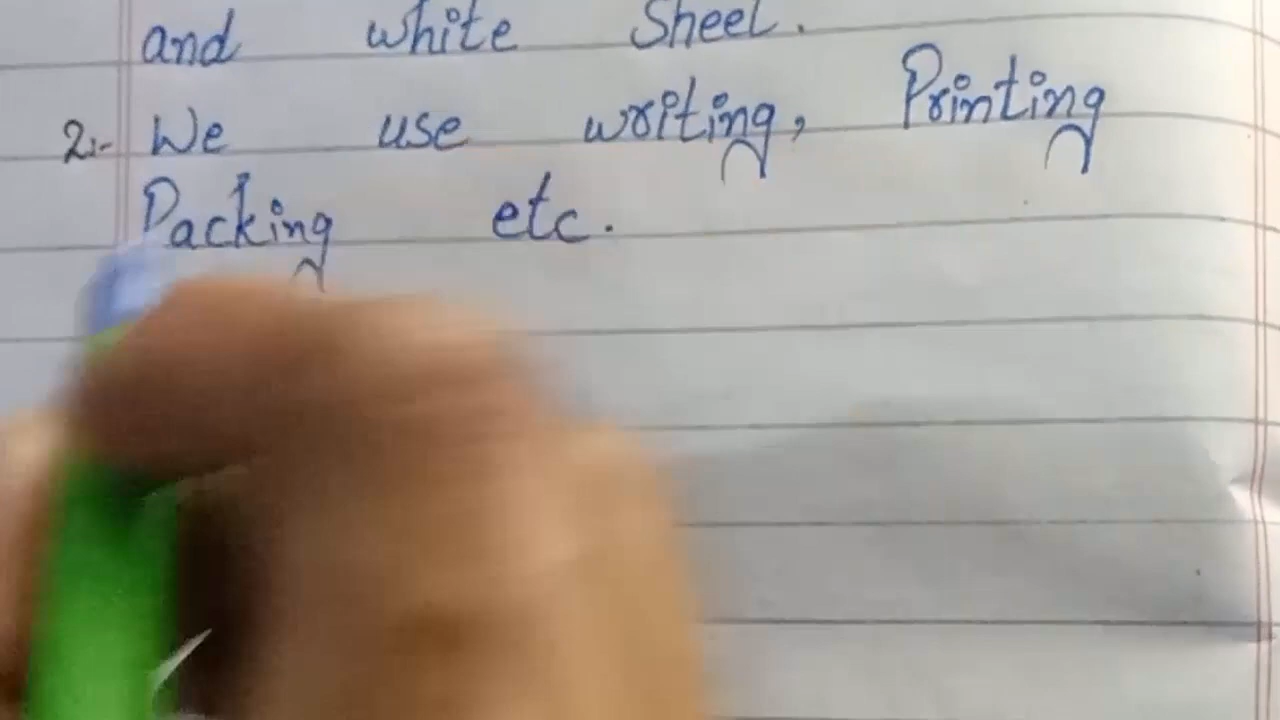 and white Sheet.
2:- We use writing, Printing
Packing etc.